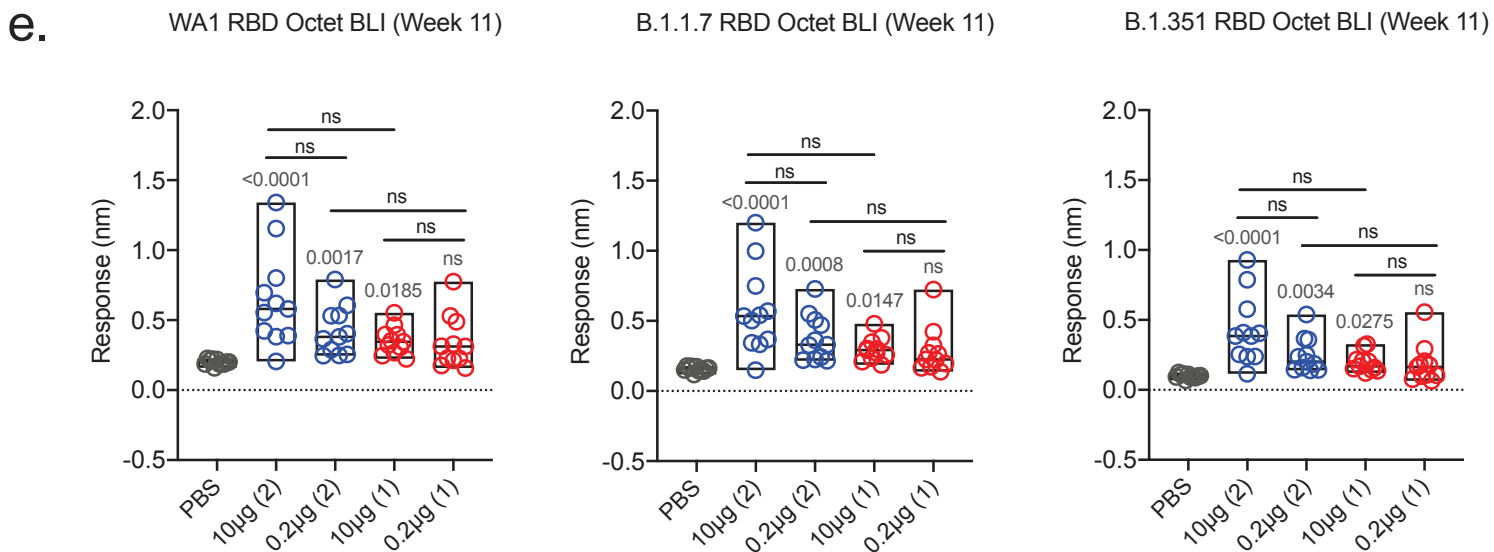 e.
WA1 RBD Octet BLI (Week 11)
Response (nm)
2.0
1.5
1.0
0.5
0.0
-0.5
ns
ns
<0.0001
ns
0.0017
ns
0.0185
ns
PBS
10µg (2)
0.2µg (2)
10µg (1)
0.2µg (1)
B.1.1.7 RBD Octet BLI (Week 11)
Response (nm)
2.0
1.5
1.0
0.5
0.0
-0.5
ns
ns
<0.0001
ns
0.0008
ns
0.0147
ns
PBS
10µg (2)
0.2µg (2)
10µg (1)
0.2µg (1)
B.1.351 RBD Octet BLI (Week 11)
Response (nm)
2.0
1.5
1.0
0.5
0.0
-0.5
ns
ns
<0.0001
ns
0.0034
ns
0.0275
ns
PBS
10µg (2)
0.2µg (2)
10µg (1)
0.2µg (1)